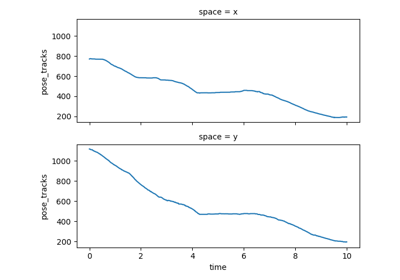 space = x
1000
800
600
400
200
pose_tracks
space = y
1000
800
600
400
200
pose_tracks
0 2 4 6 8 10
time